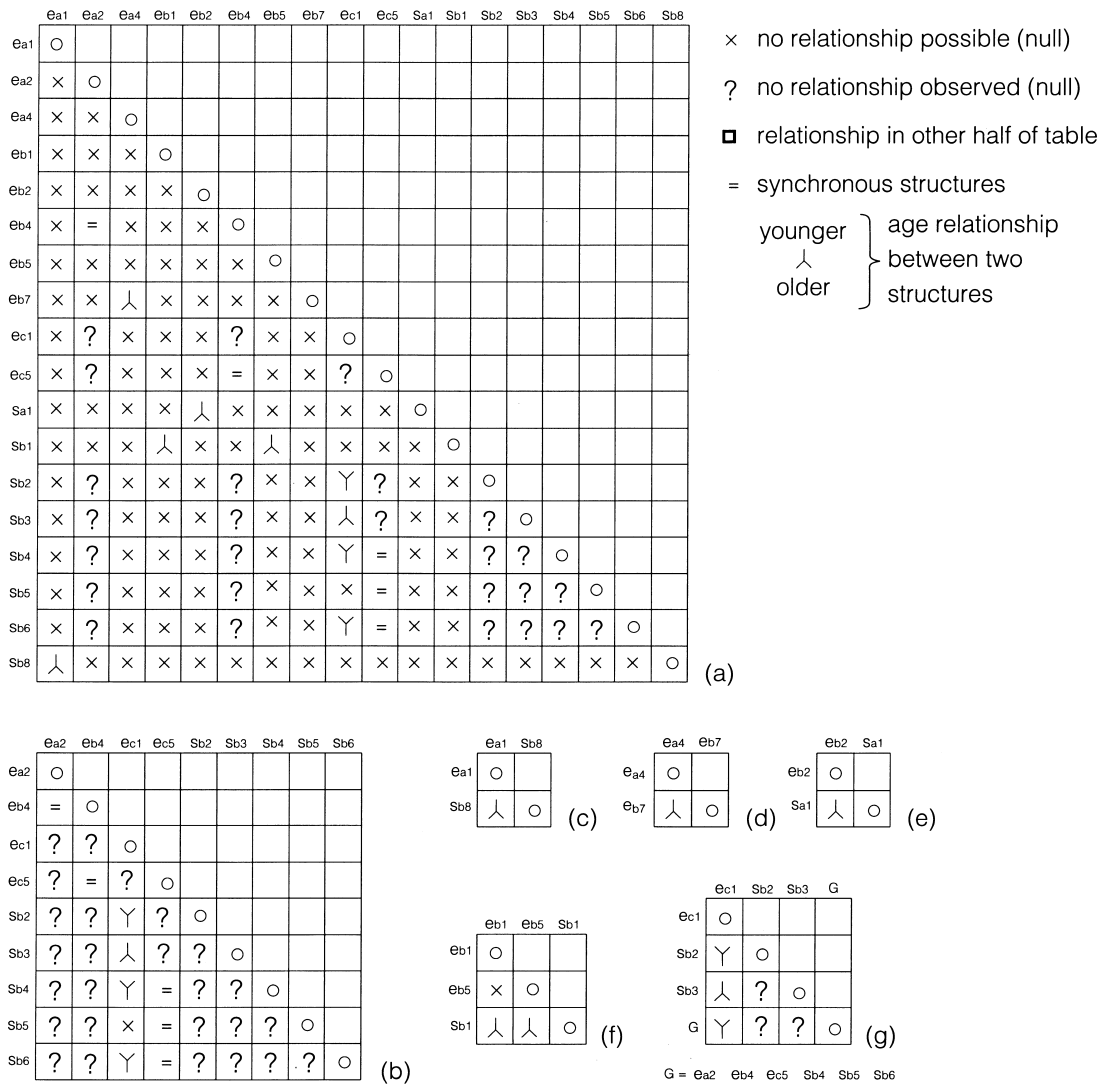 ea1 ea2 ea4 eb1 eb2 eb4 eb5 eb7 ec1 ec5 Sa1 Sb1 Sb2 Sb3 Sb4 Sb5 Sb6 Sb8
ea1 ○
ea2 × ○
ea4 × × ○
eb1 × × × ○
eb2 × × × × ○
eb4 × = × × × ○
eb5 × × × × × × ○
eb7 × × ⅄ × × × × ○
ec1 × ? × × × ? × × ○
ec5 × ? × × × = × × ? ○
Sa1 × × × × ⅄ × × × × × ○
Sb1 × × × ⅄ × × ⅄ × × × × ○
Sb2 × ? × × × ? × × Y ? × × ○
Sb3 × ? × × × ? × × ⅄ ? × × ? ○
Sb4 × ? × × × ? × × Y = × × ? ? ○
Sb5 × ? × × × ? × × × = × × ? ? ? ○
Sb6 × ? × × × ? × × Y = × × ? ? ? ? ○
Sb8 ⅄ × × × × × × × × × × × × × × × × ○
(a)
× no relationship possible (null)
? no relationship observed (null)
relationship in other half of table
= synchronous structures
younger
⅄
older
age relationship
between two
structures
ea2 eb4 ec1 ec5 Sb2 Sb3 Sb4 Sb5 Sb6
ea2 ○
eb4 = ○
ec1 ? ? ○
ec5 ? = ? ○
Sb2 ? ? Y ? ○
Sb3 ? ? ⅄ ? ? ○
Sb4 ? ? Y = ? ? ○
Sb5 ? ? × = ? ? ? ○
Sb6 ? ? Y = ? ? ? ? ○
(b)
ea1 Sb8
ea1 ○
Sb8 ⅄ ○
(c)
ea4 eb7
ea4 ○
eb7 ⅄ ○
(d)
eb2 Sa1
eb2 ○
Sa1 ⅄ ○
(e)
eb1 eb5 Sb1
eb1 ○
eb5 × ○
Sb1 ⅄ ⅄ ○
(f)
ec1 Sb2 Sb3 G
ec1 ○
Sb2 Y ○
Sb3 ⅄ ? ○
G Y ? ? ○
(g)
G = ea2 eb4 ec5 Sb4 Sb5 Sb6